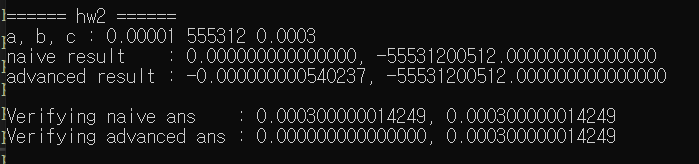 ====== hw2 ======
a, b, c : 0.00001 555312 0.0003
naive result : 0.000000000000000, -55531200512.000000000000000
advanced result : -0.000000000540237, -55531200512.000000000000000
Verifying naive ans : 0.000300000014249, 0.000300000014249
Verifying advanced ans : 0.000000000000000, 0.000300000014249